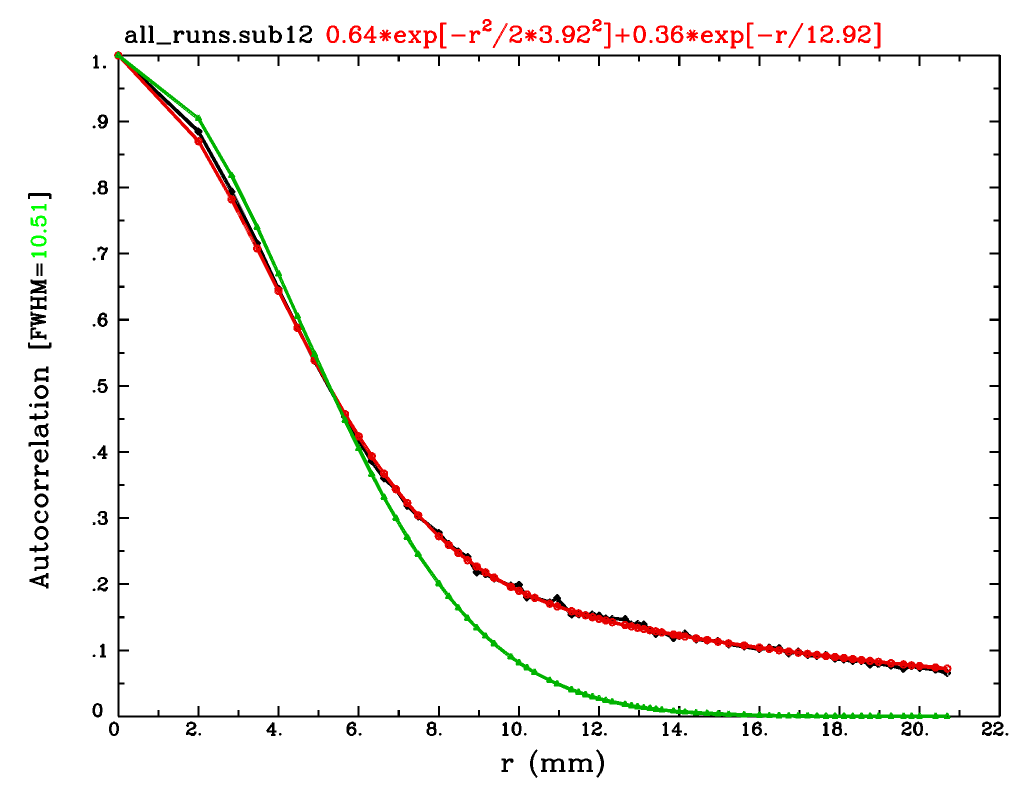 all_runs.sub12 0.64*exp[-r²/2*3.92²]+0.36*exp[-r/12.92]
1.
.9
.8
.7
.6
.5
.4
.3
.2
.1
0
Autocorrelation [FWHM=10.51]
0. 2. 4. 6. 8. 10. 12. 14. 16. 18. 20. 22.
r (mm)